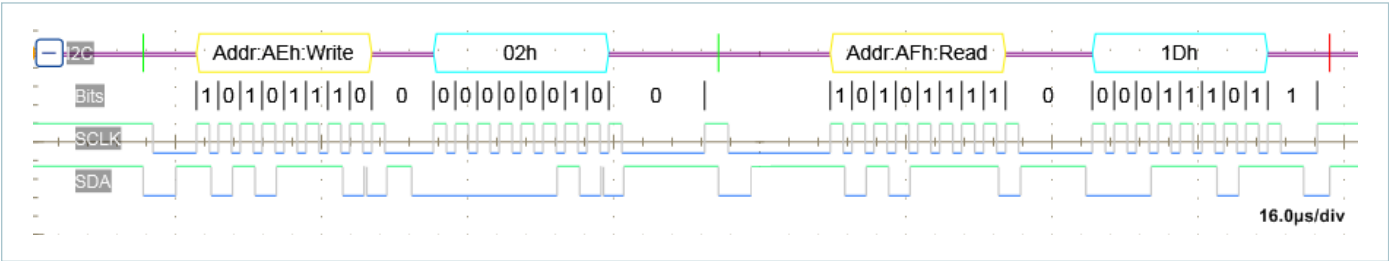 I2C Addr:AEh:Write 02h Addr:AFh:Read 1Dh
Bits |1|0|1|0|1|1|1|0| 0 |0|0|0|0|0|0|1|0| 0 | |1|0|1|0|1|1|1|1| 0 |0|0|0|1|1|1|0|1| 1 |
SCLK
SDA
16.0µs/div